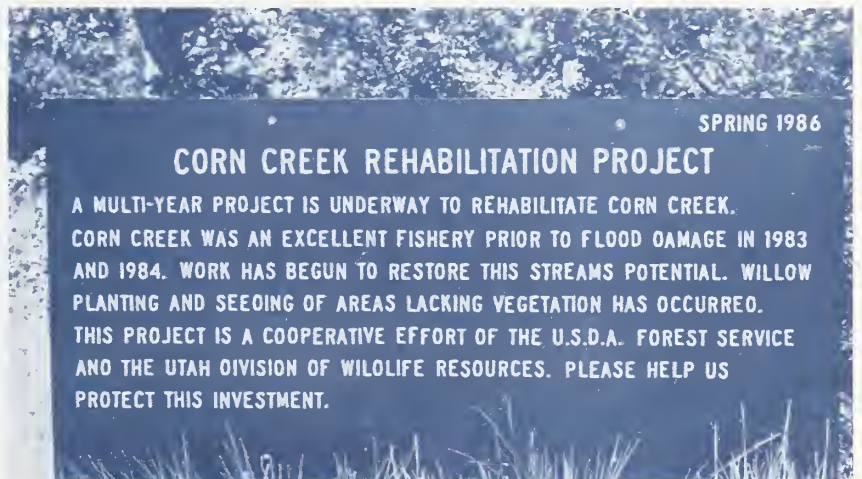 SPRING 1986
CORN CREEK REHABILITATION PROJECT
A MULTI-YEAR PROJECT IS UNDERWAY TO REHABILITATE CORN CREEK.
CORN CREEK WAS AN EXCELLENT FISHERY PRIOR TO FLOOD DAMAGE IN 1983
AND 1984. WORK HAS BEGUN TO RESTORE THIS STREAMS POTENTIAL. WILLOW
PLANTING AND SEEDING OF AREAS LACKING VEGETATION HAS OCCURRED.
THIS PROJECT IS A COOPERATIVE EFFORT OF THE U.S.D.A. FOREST SERVICE
AND THE UTAH DIVISION OF WILDLIFE RESOURCES. PLEASE HELP US
PROTECT THIS INVESTMENT.